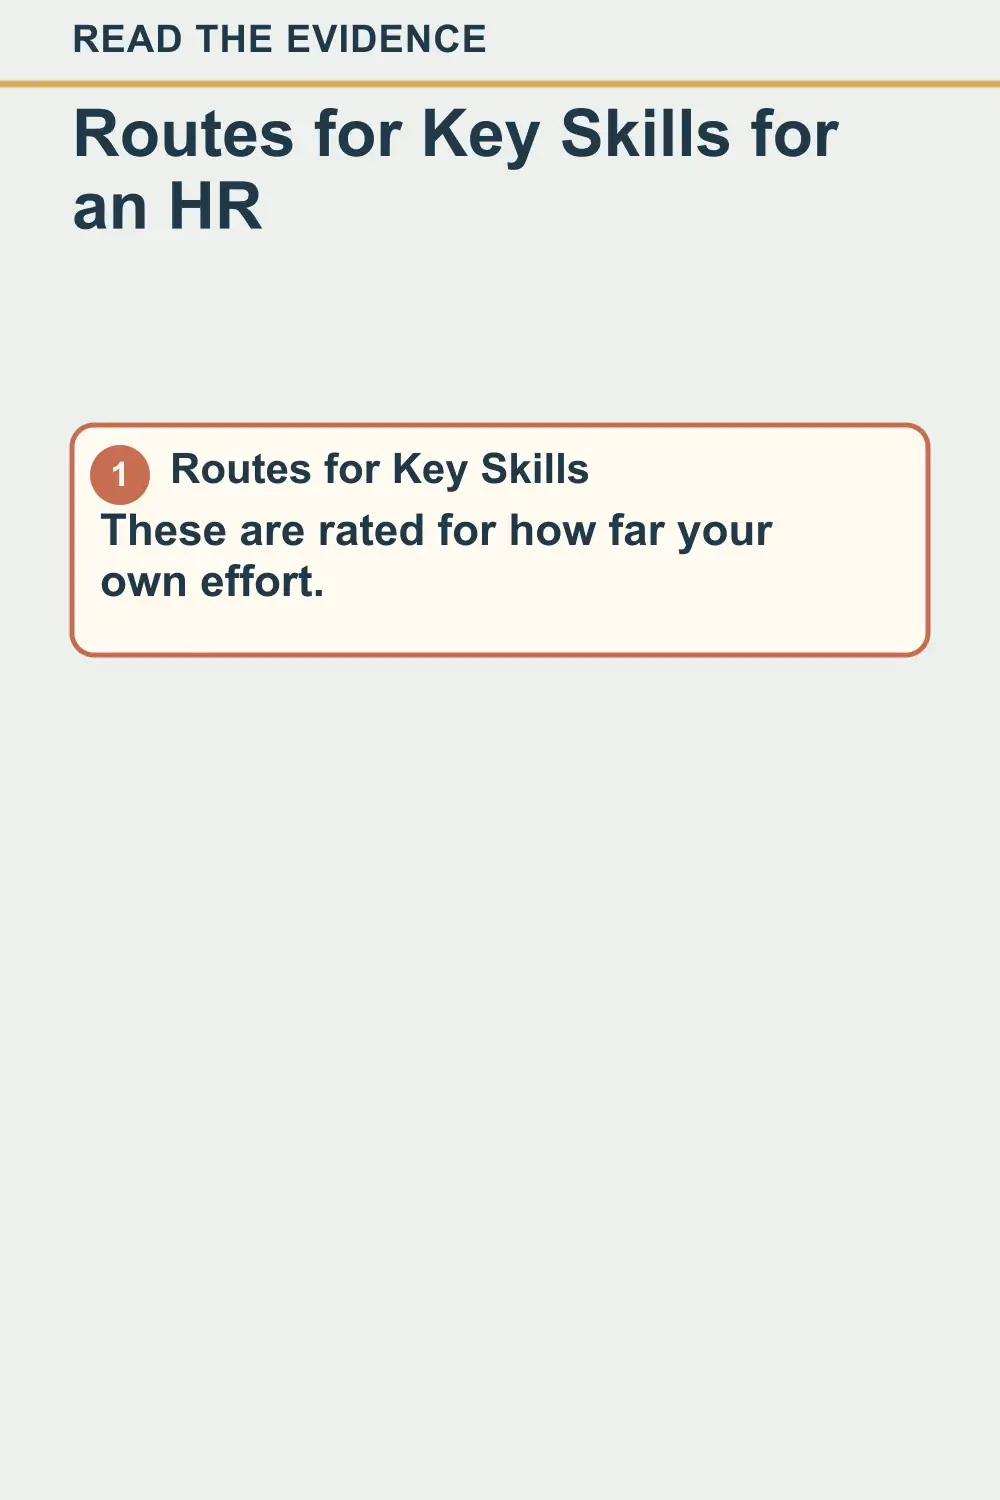 READ THE EVIDENCE
Routes for Key Skills for
an HR
1 Routes for Key Skills
These are rated for how far your
own effort.